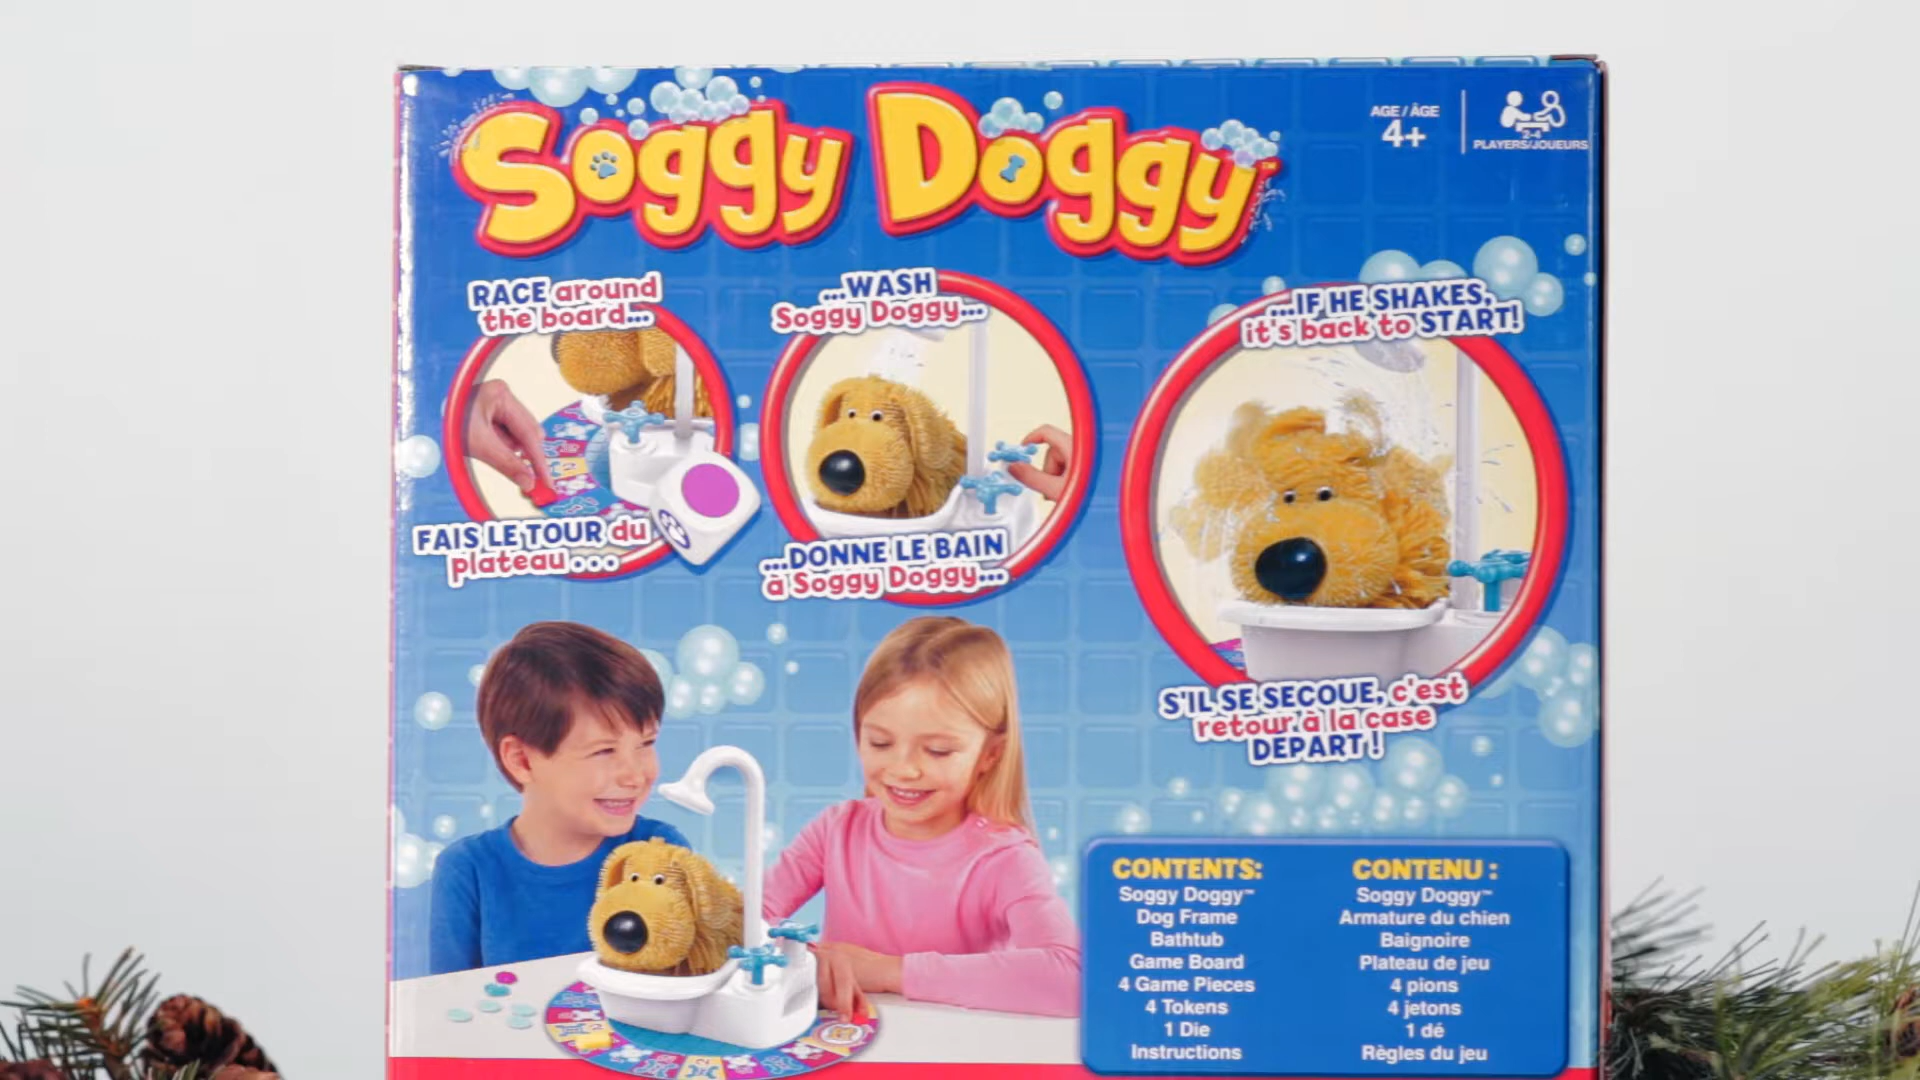 Soggy Doggy™
AGE / ÂGE
4+
2-4
PLAYERS/JOUEURS
RACE around
the board...
FAIS LE TOUR du
plateau...
...WASH
Soggy Doggy...
...DONNE LE BAIN
à Soggy Doggy...
...IF HE SHAKES,
it's back to START!
S'IL SE SECOUE, c'est
retour à la case
DÉPART !
CONTENTS:
Soggy Doggy™
Dog Frame
Bathtub
Game Board
4 Game Pieces
4 Tokens
1 Die
Instructions
CONTENU :
Soggy Doggy™
Armature du chien
Baignoire
Plateau de jeu
4 pions
4 jetons
1 dé
Règles du jeu